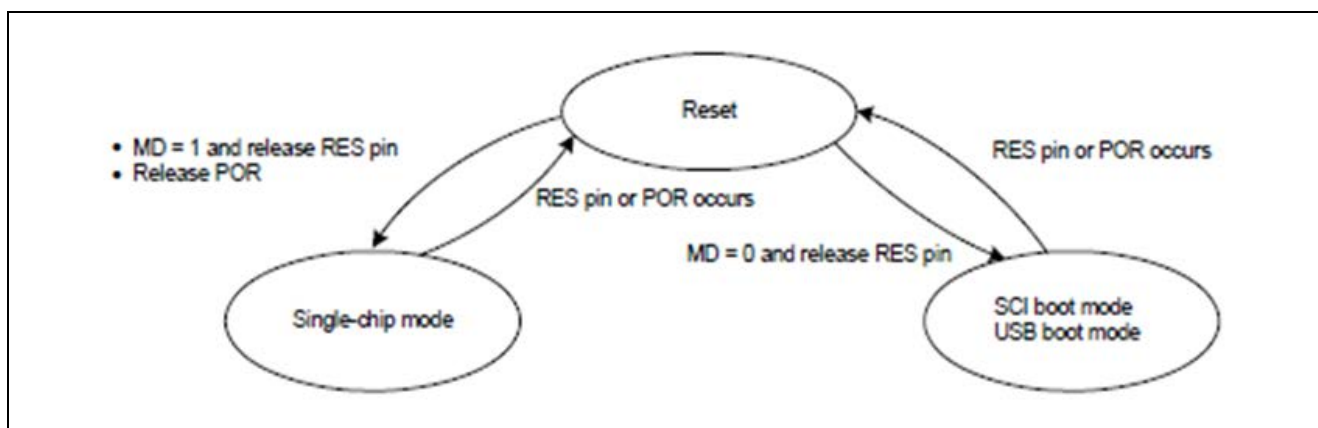 Reset
• MD = 1 and release RES pin
• Release POR
RES pin or POR occurs
RES pin or POR occurs
MD = 0 and release RES pin
Single-chip mode
SCI boot mode
USB boot mode